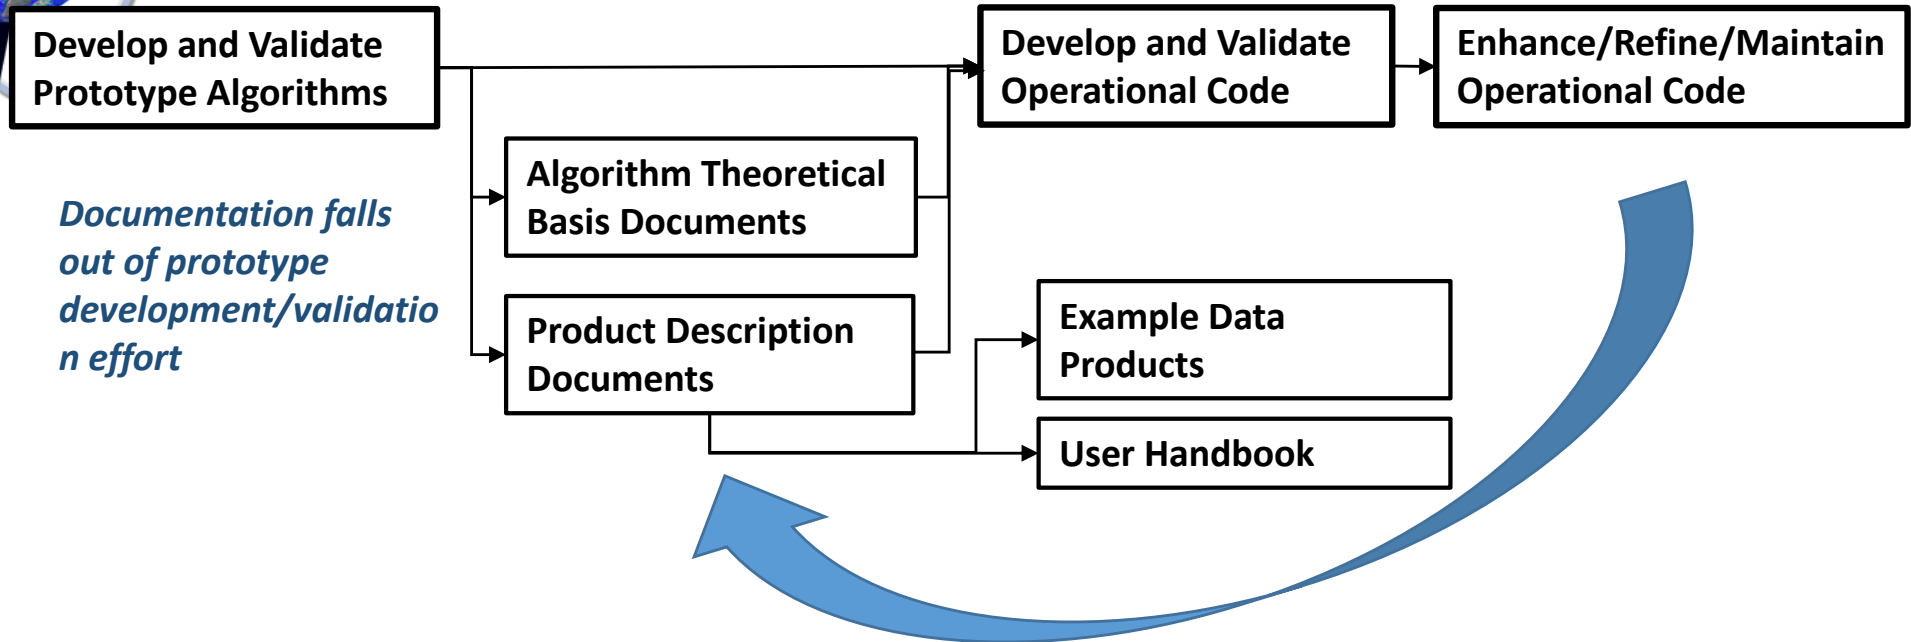 Develop and Validate
Prototype Algorithms
Develop and Validate
Operational Code
Enhance/Refine/Maintain
Operational Code
Algorithm Theoretical
Basis Documents
Documentation falls
out of prototype
development/validatio
n effort
Product Description
Documents
Example Data
Products
User Handbook